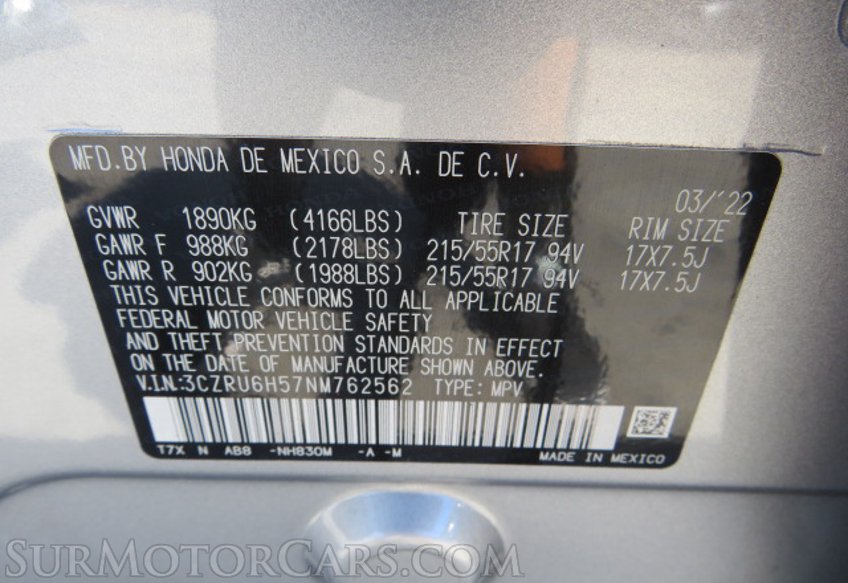 MFD.BY HONDA DE MEXICO S.A. DE C.V.
03/'22
GVWR 1890KG (4166LBS) TIRE SIZE RIM SIZE
GAWR F 988KG (2178LBS) 215/55R17 94V 17X7.5J
GAWR R 902KG (1988LBS) 215/55R17 94V 17X7.5J
THIS VEHICLE CONFORMS TO ALL APPLICABLE
FEDERAL MOTOR VEHICLE SAFETY
AND THEFT PREVENTION STANDARDS IN EFFECT
ON THE DATE OF MANUFACTURE SHOWN ABOVE.
V.I.N.:3CZRU6H57NM762562 TYPE: MPV
T7X N AB8 -NH830M -A -M MADE IN MEXICO
SURMOTORCARS.COM